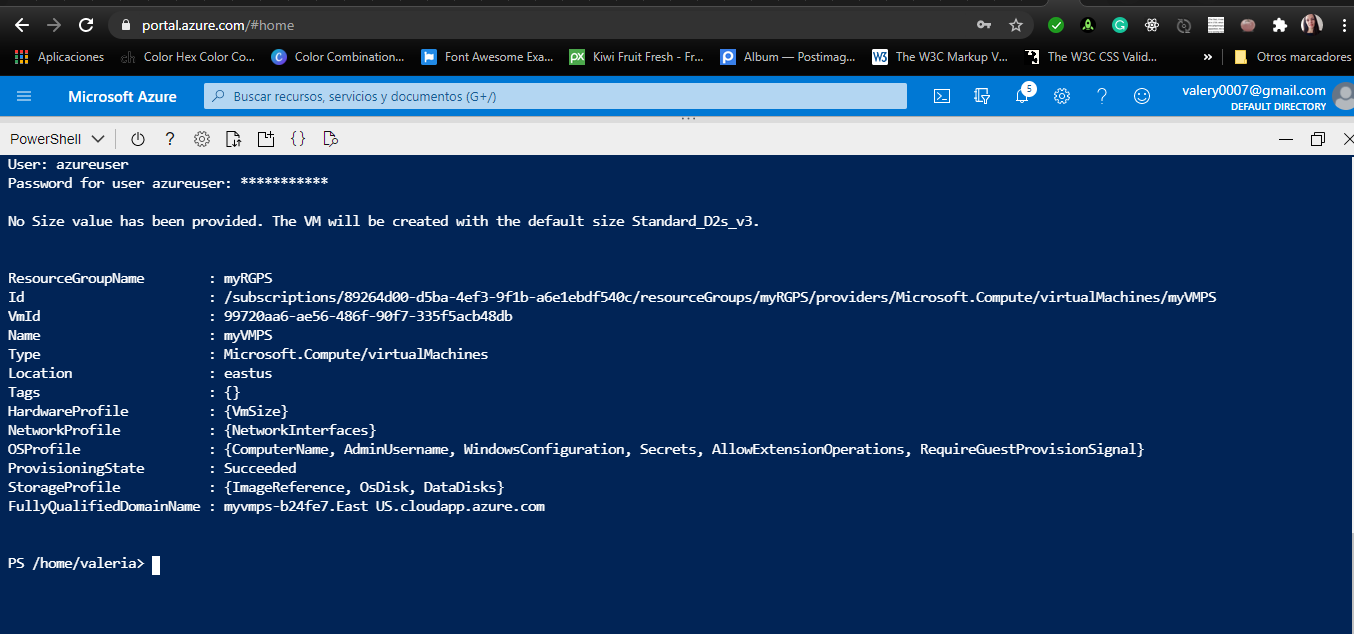 portal.azure.com/#home
Aplicaciones ch Color Hex Color Co... C Color Combination... Font Awesome Exa... px Kiwi Fruit Fresh - Fr... P Album — Postimag... W3 The W3C Markup V... The W3C CSS Valid... » Otros marcadores
Microsoft Azure Buscar recursos, servicios y documentos (G+/) 5 ? valery0007@gmail.com
DEFAULT DIRECTORY
PowerShell ? {}
User: azureuser
Password for user azureuser: ***********
No Size value has been provided. The VM will be created with the default size Standard_D2s_v3.
ResourceGroupName : myRGPS
Id : /subscriptions/89264d00-d5ba-4ef3-9f1b-a6e1ebdf540c/resourceGroups/myRGPS/providers/Microsoft.Compute/virtualMachines/myVMPS
VmId : 99720aa6-ae56-486f-90f7-335f5acb48db
Name : myVMPS
Type : Microsoft.Compute/virtualMachines
Location : eastus
Tags : {}
HardwareProfile : {VmSize}
NetworkProfile : {NetworkInterfaces}
OSProfile : {ComputerName, AdminUsername, WindowsConfiguration, Secrets, AllowExtensionOperations, RequireGuestProvisionSignal}
ProvisioningState : Succeeded
StorageProfile : {ImageReference, OsDisk, DataDisks}
FullyQualifiedDomainName : myvmps-b24fe7.East US.cloudapp.azure.com
PS /home/valeria>